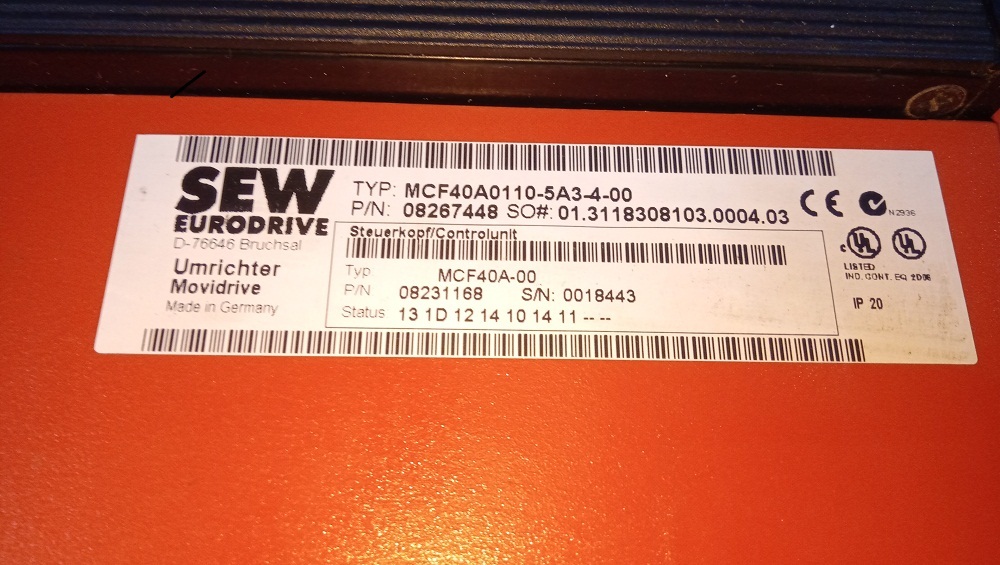 SEW
EURODRIVE
D-76646 Bruchsal
Umrichter
Movidrive
Made in Germany
TYP: MCF40A0110-5A3-4-00
P/N: 08267448 SO#: 01.3118308103.0004.03
Steuerkopf/Controlunit
Typ MCF40A-00
P/N 08231168 S/N: 0018443
Status 13 1D 12 14 10 14 11 -- --
CE
N2936
c UL UL
LISTED
IND. CONT. EQ. 2D06
IP 20